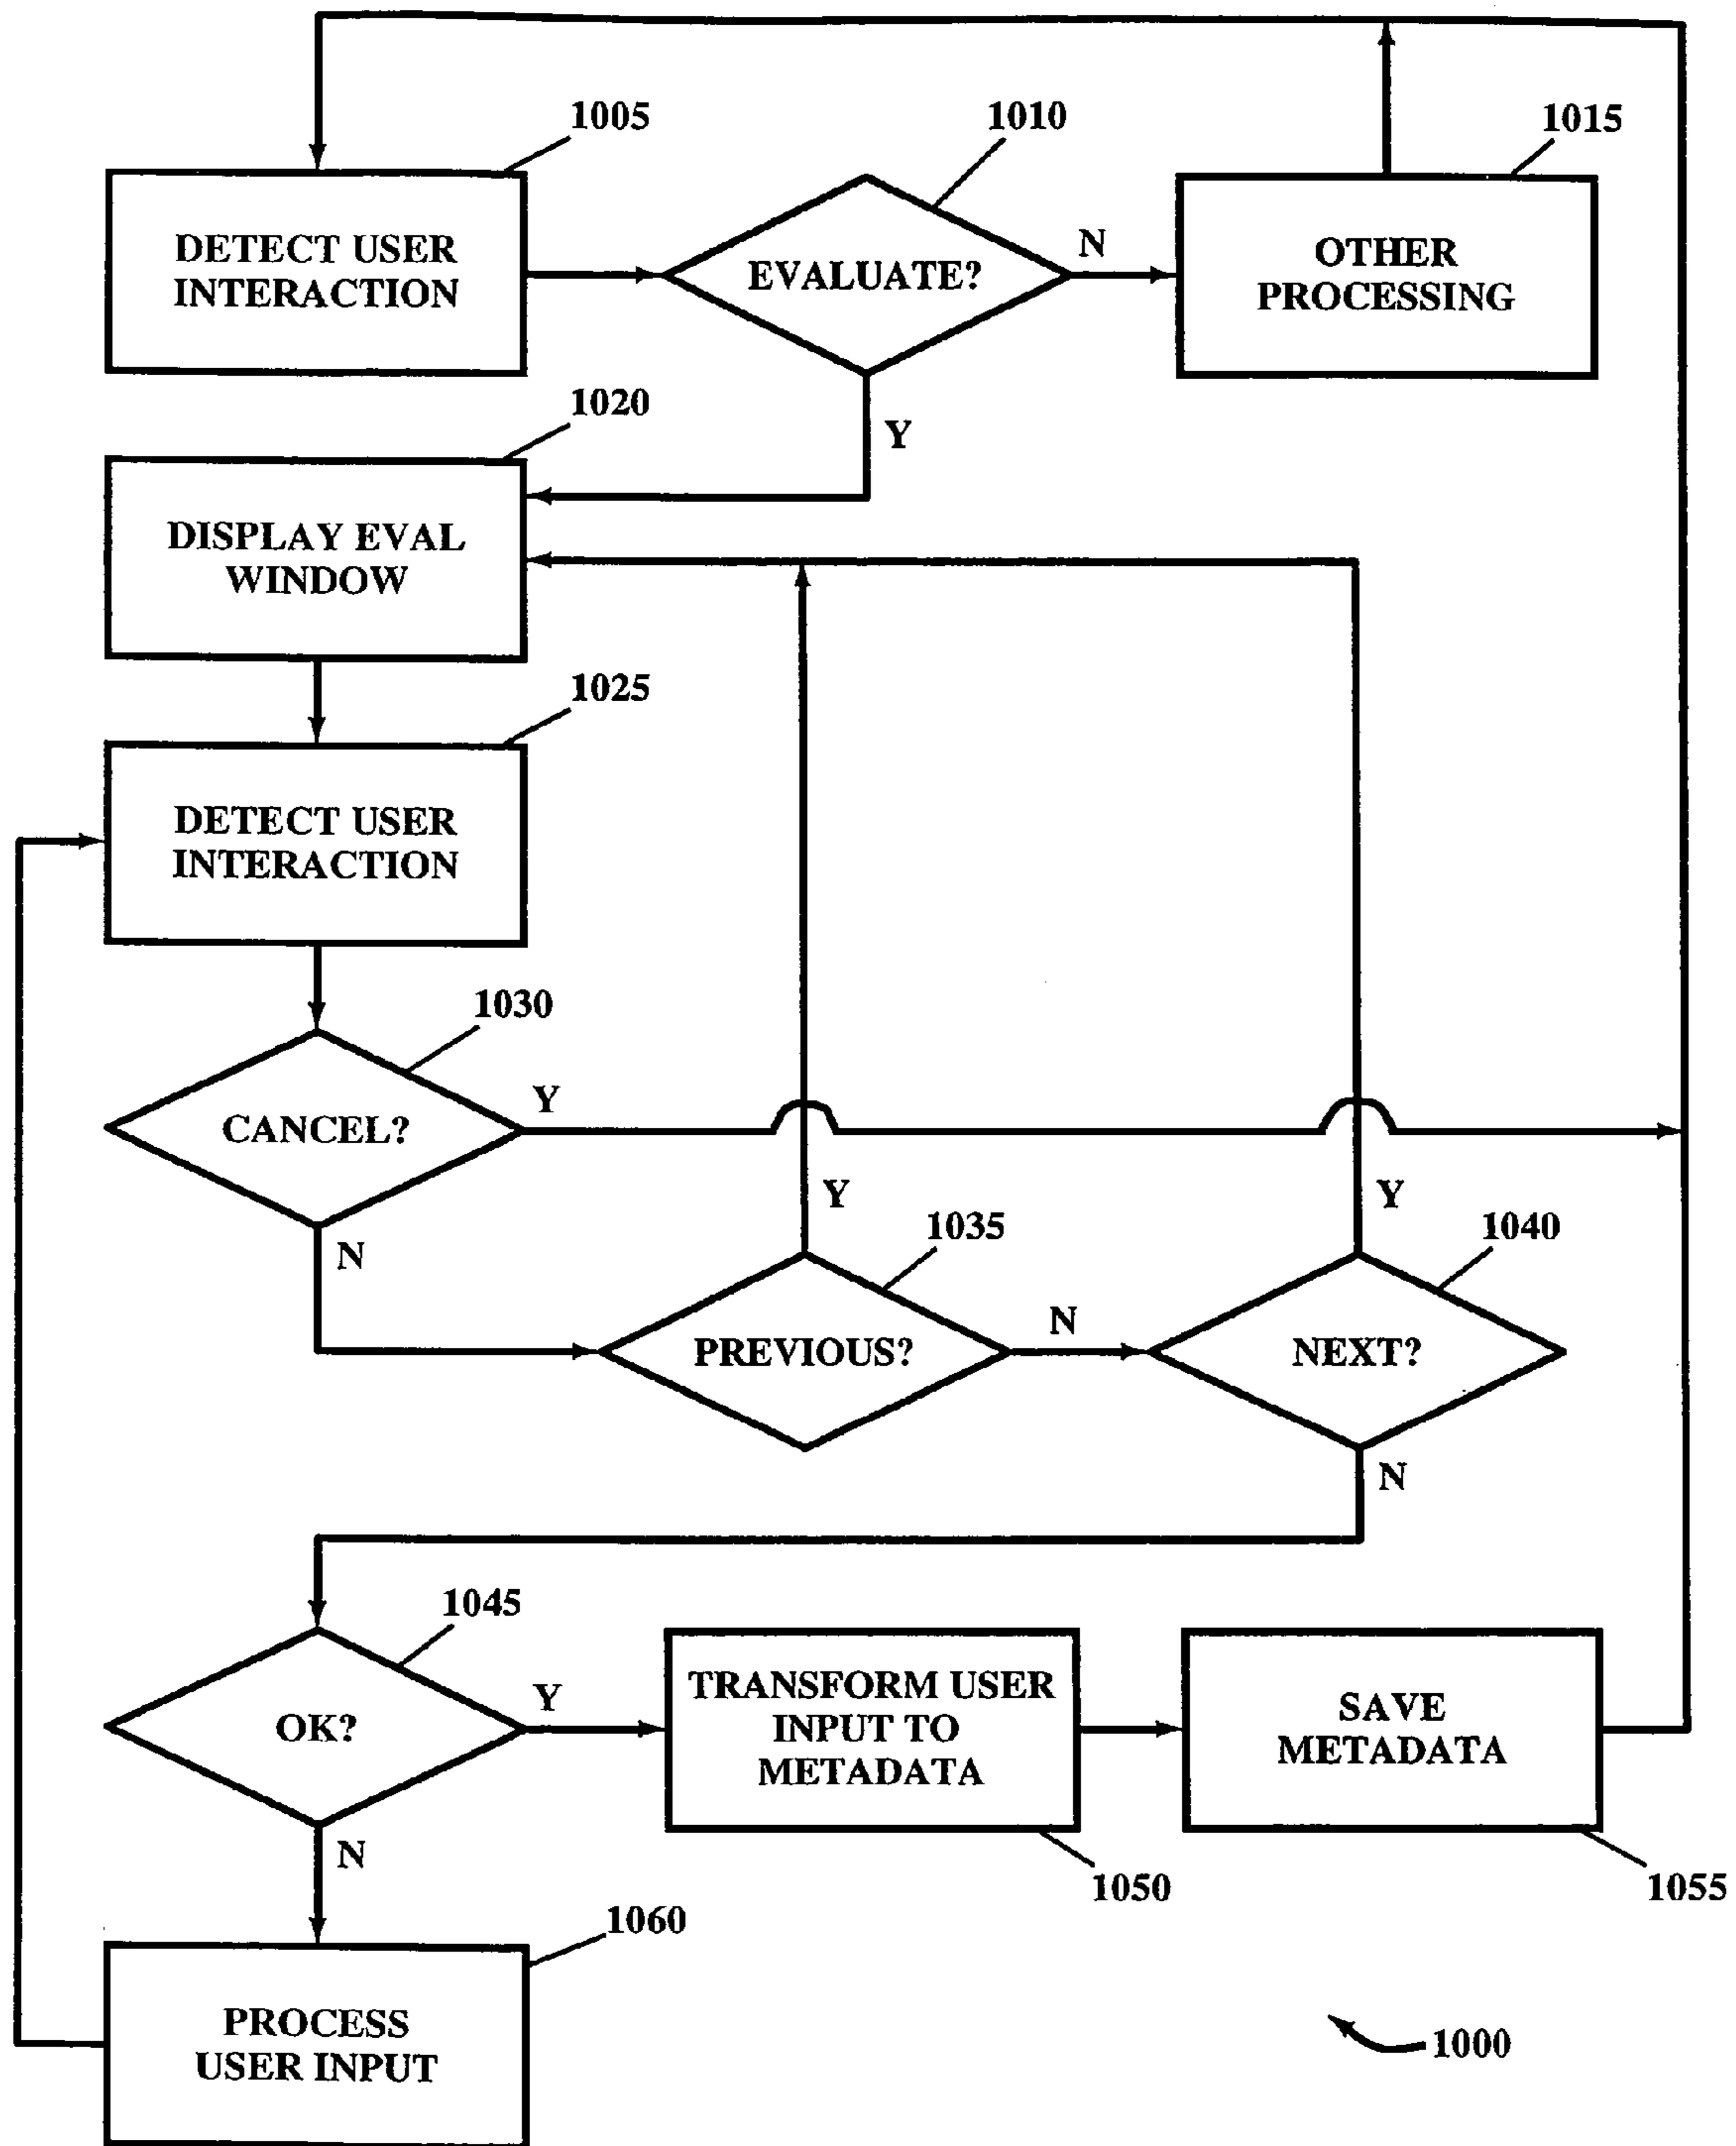 1005
1010
1015
DETECT USER
INTERACTION
EVALUATE?
N
OTHER
PROCESSING
1020
Y
DISPLAY EVAL
WINDOW
1025
DETECT USER
INTERACTION
1030
CANCEL?
Y
N
Y
Y
1035
1040
PREVIOUS?
N
NEXT?
N
1045
OK?
Y
TRANSFORM USER
INPUT TO
METADATA
SAVE
METADATA
N
1050
1055
1060
PROCESS
USER INPUT
1000